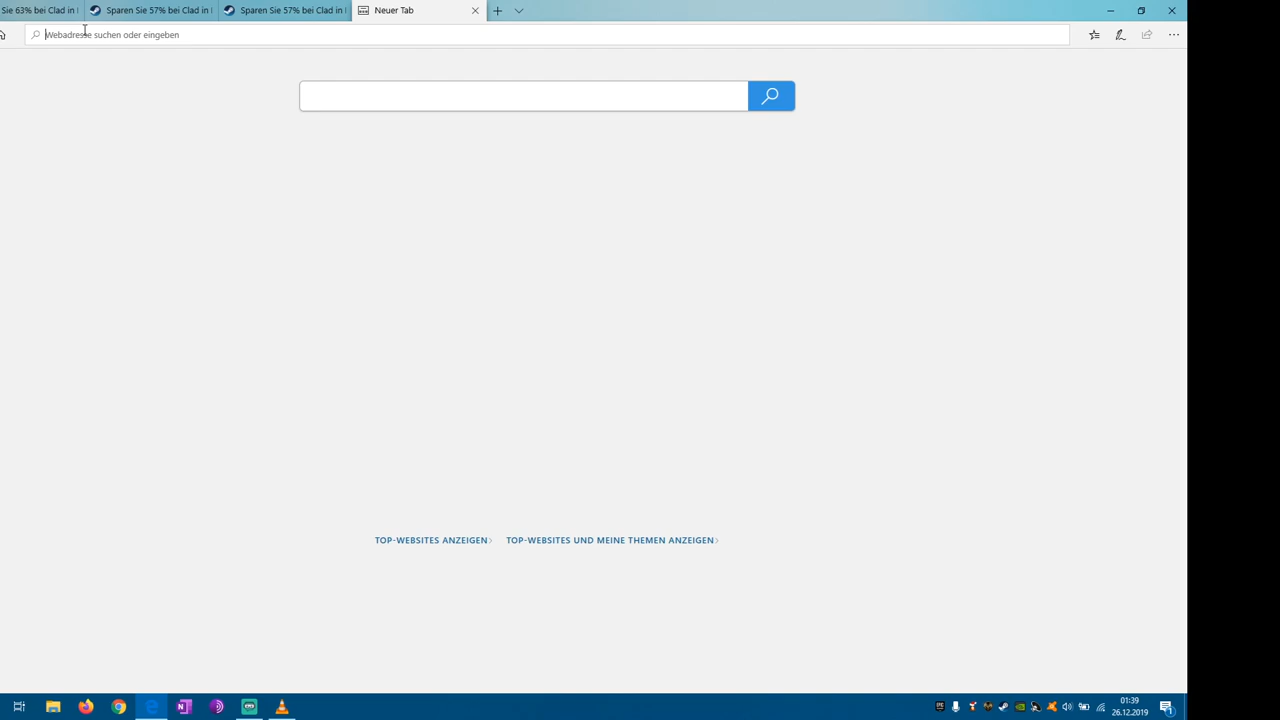 Sie 63% bei Clad in I
Sparen Sie 57% bei Clad in I
Sparen Sie 57% bei Clad in I
Neuer Tab
Webadresse suchen oder eingeben
TOP-WEBSITES ANZEIGEN
TOP-WEBSITES UND MEINE THEMEN ANZEIGEN
01:39
26.12.2019